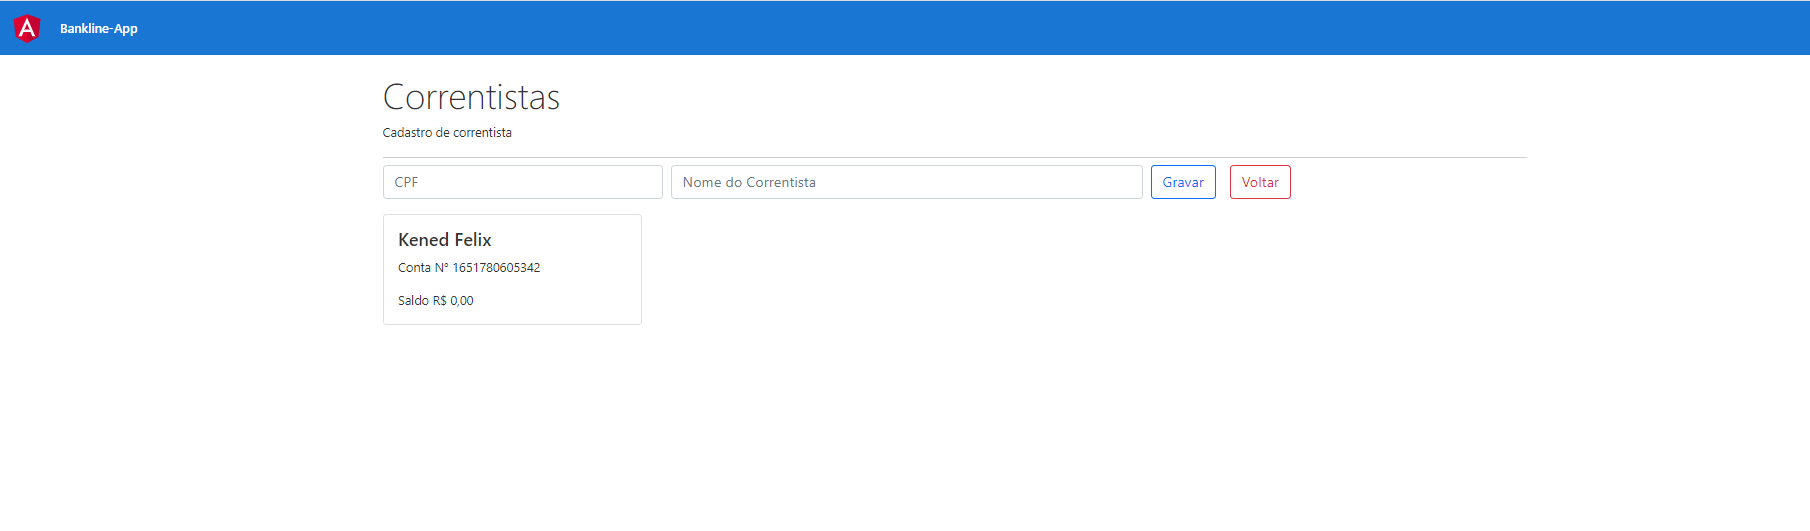 Bankline-App
Correntistas
Cadastro de correntista
CPF
Nome do Correntista
Gravar
Voltar
Kened Felix
Conta N° 1651780605342
Saldo R$ 0,00